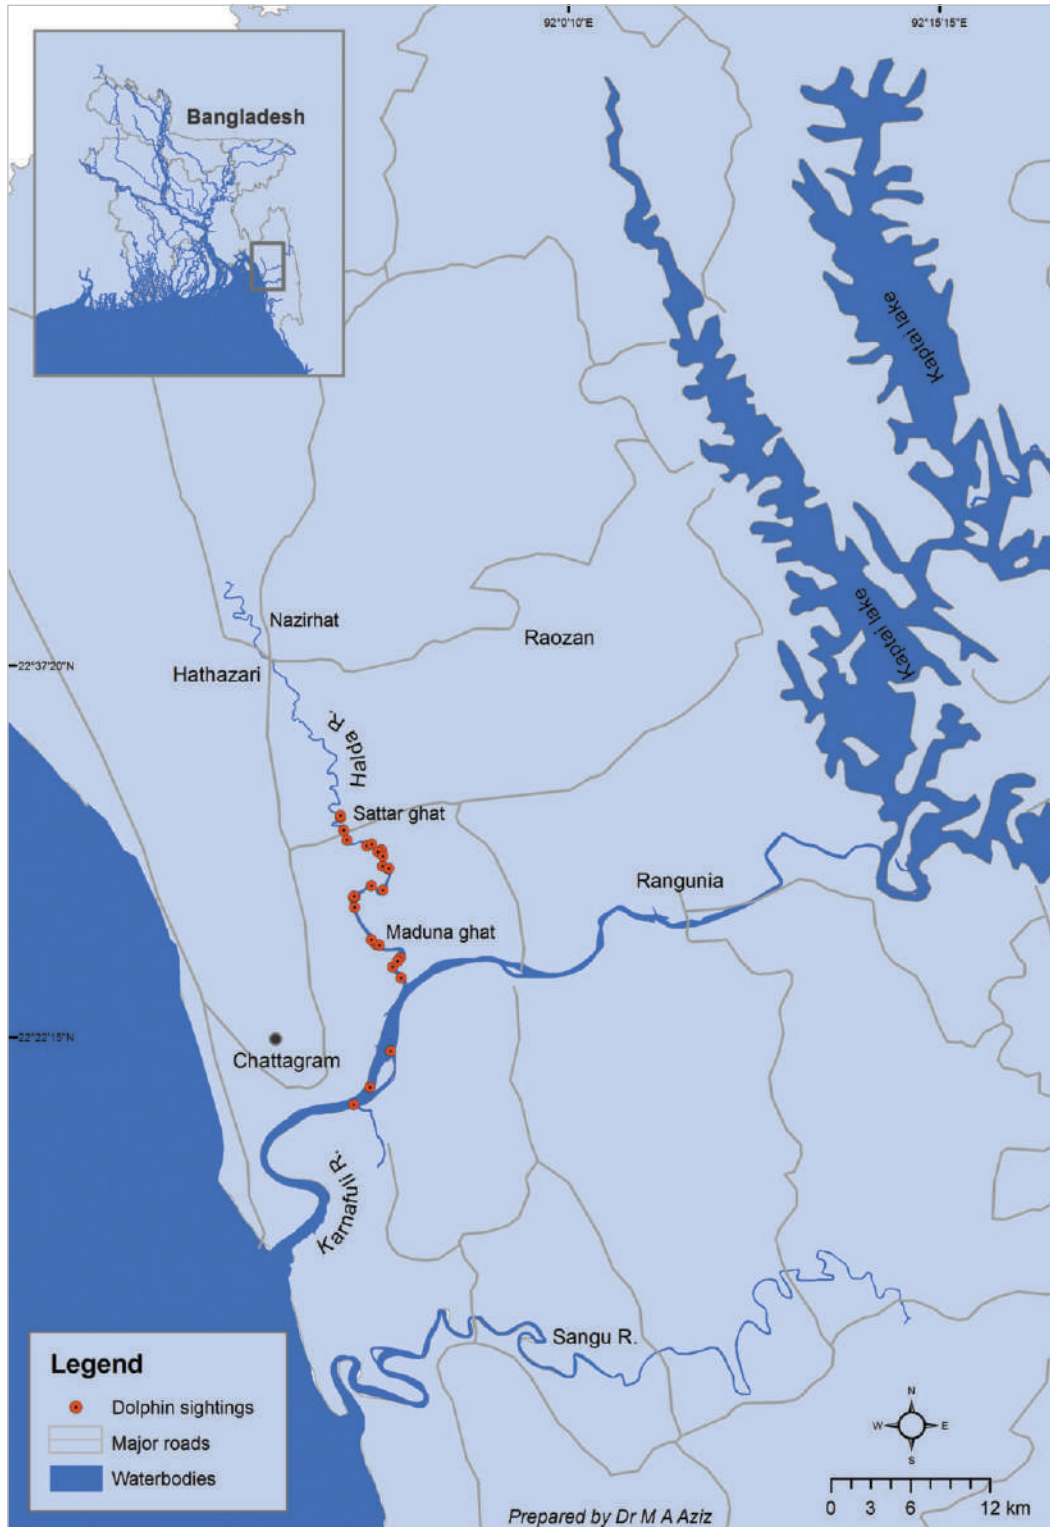 92°0'10"E
92°15'15"E
Bangladesh
Kaptai lake
Kaptai lake
Nazirhat
Raozan
22°37'20"N
Hathazari
Halda R.
Sattar ghat
Rangunia
Maduna ghat
22°22'15"N
Chattagram
Karnafuli R.
Sangu R.
Legend
Dolphin sightings
Major roads
Waterbodies
N
W
E
S
0 3 6 12 km
Prepared by Dr M A Aziz